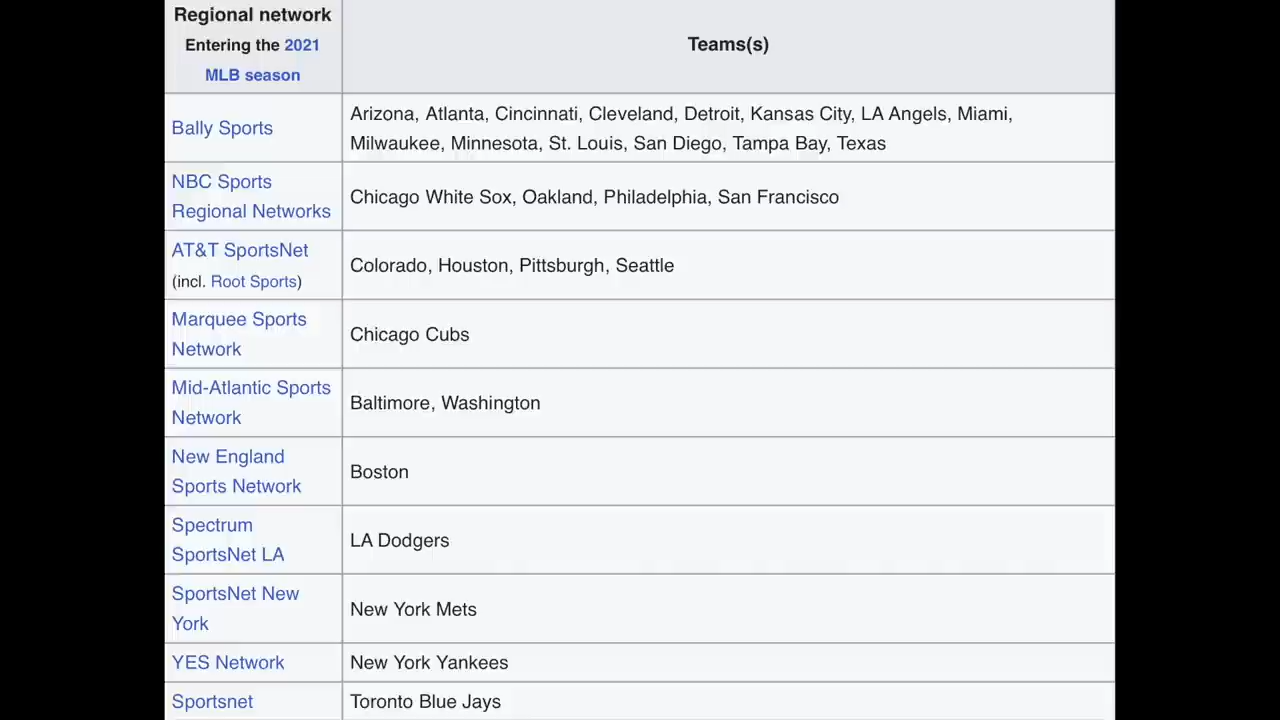 Regional network
Entering the 2021
MLB season
Teams(s)
Bally Sports
Arizona, Atlanta, Cincinnati, Cleveland, Detroit, Kansas City, LA Angels, Miami,
Milwaukee, Minnesota, St. Louis, San Diego, Tampa Bay, Texas
NBC Sports
Regional Networks
Chicago White Sox, Oakland, Philadelphia, San Francisco
AT&T SportsNet
(incl. Root Sports)
Colorado, Houston, Pittsburgh, Seattle
Marquee Sports
Network
Chicago Cubs
Mid-Atlantic Sports
Network
Baltimore, Washington
New England
Sports Network
Boston
Spectrum
SportsNet LA
LA Dodgers
SportsNet New
York
New York Mets
YES Network
New York Yankees
Sportsnet
Toronto Blue Jays